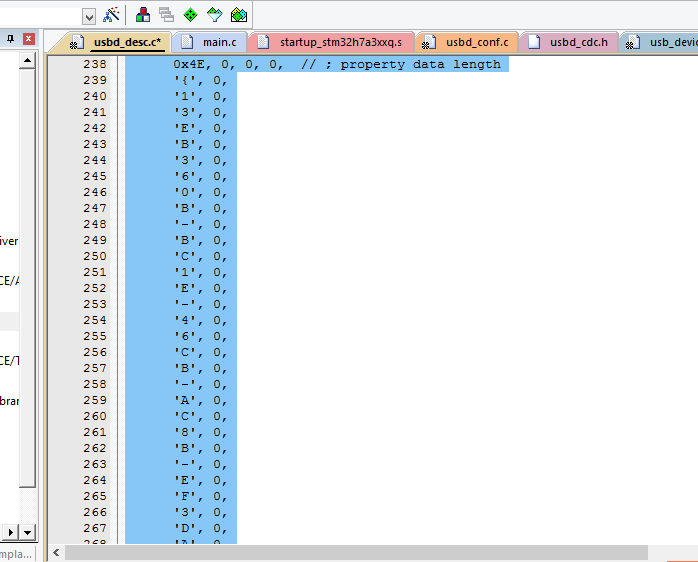 usbd_desc.c*
main.c
startup_stm32h7a3xxq.s
usbd_conf.c
usbd_cdc.h
usb_devic
238 0x4E, 0, 0, 0, // ; property data length
239 '{', 0,
240 '1', 0,
241 '3', 0,
242 'E', 0,
243 'B', 0,
244 '3', 0,
245 '6', 0,
246 '0', 0,
247 'B', 0,
248 '-', 0,
249 'B', 0,
250 'C', 0,
251 '1', 0,
252 'E', 0,
253 '-', 0,
254 '4', 0,
255 '6', 0,
256 'C', 0,
257 'B', 0,
258 '-', 0,
259 'A', 0,
260 'C', 0,
261 '8', 0,
262 'B', 0,
263 '-', 0,
264 'E', 0,
265 'F', 0,
266 '3', 0,
267 'D', 0,
268 'A', 0,
iver
CE/A
CE/T
brar
mpla...